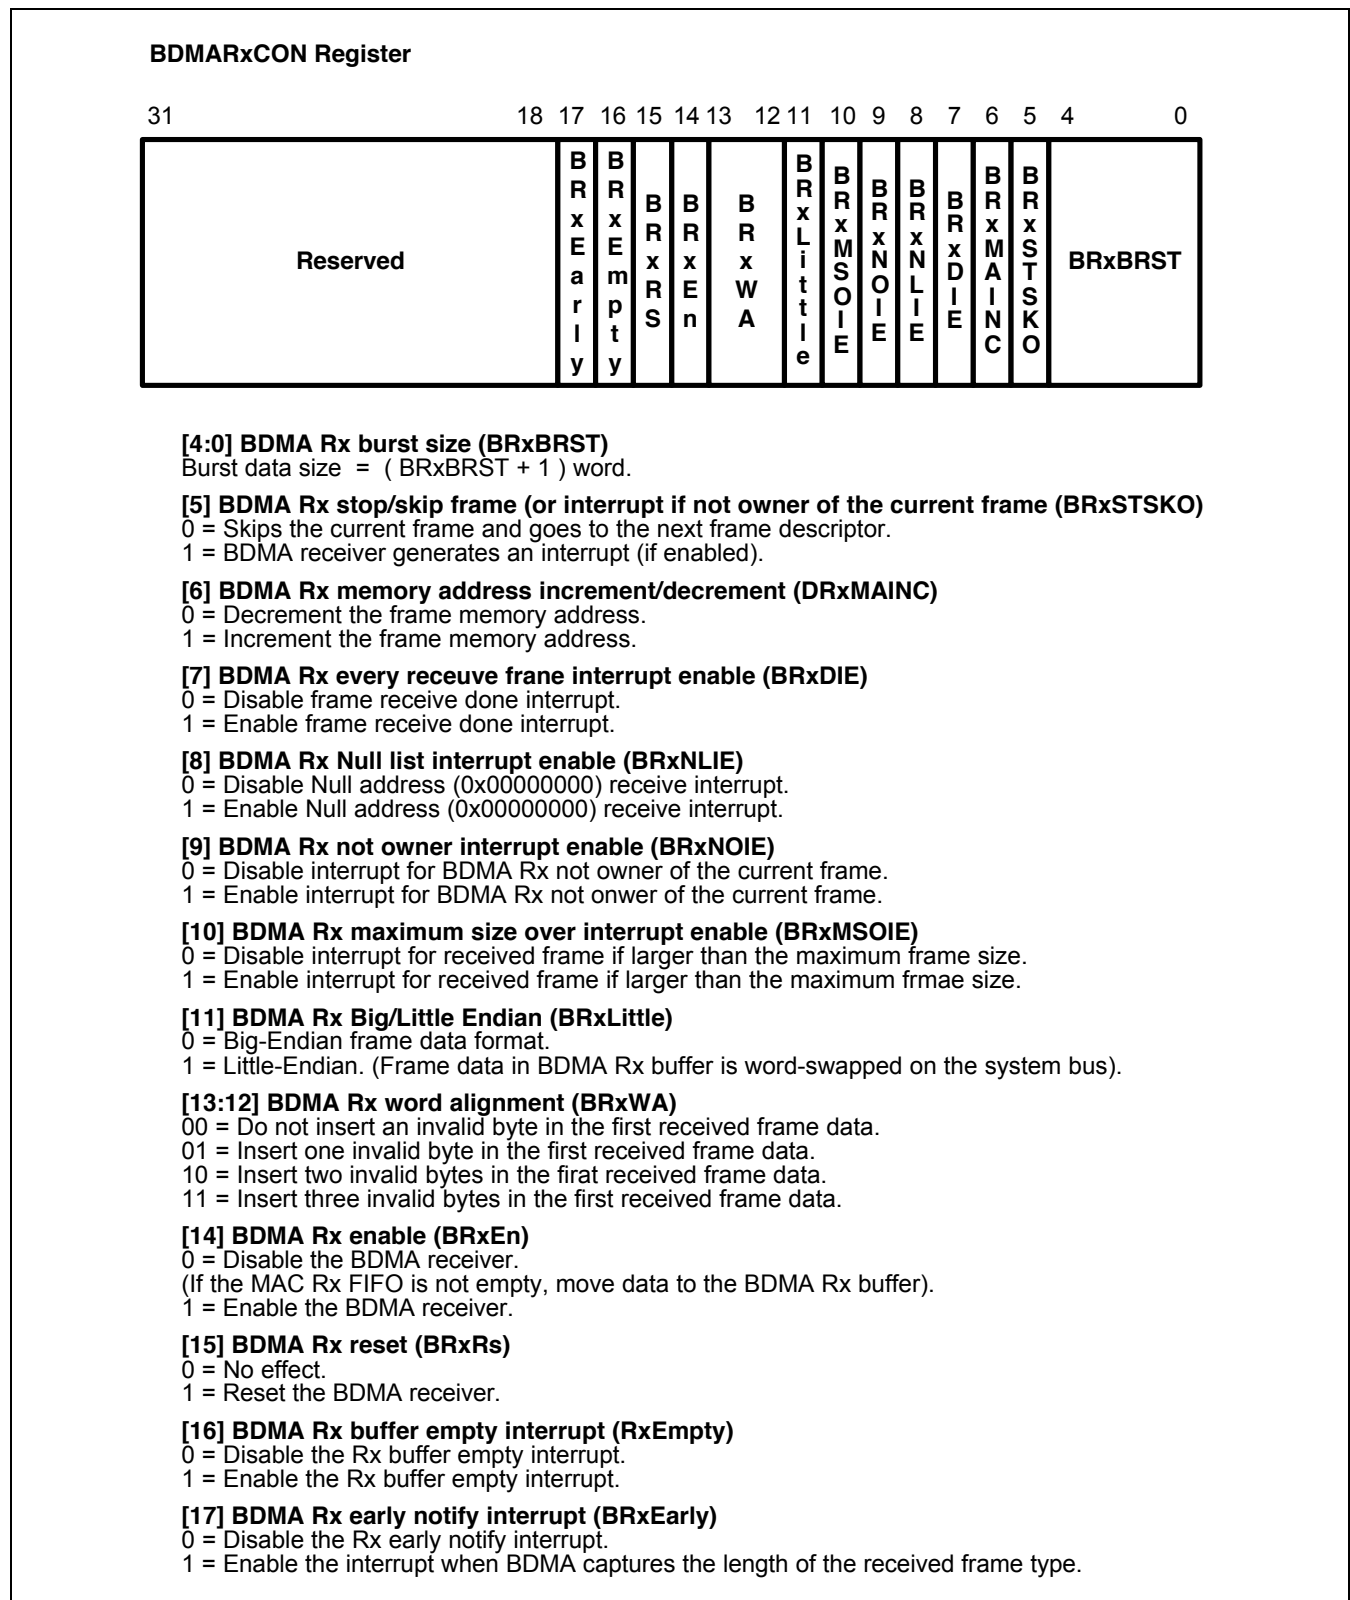 BDMARxCON Register
31 18 17 16 15 14 13 12 11 10 9 8 7 6 5 4 0
Reserved BRxEarly BRxEmpty BRxRS BRxEn BRxWA BRxLittle BRxMSOIE BRxNOIE BRxNLIE BRxDIE BRxMAINC BRxSTSKO BRxBRST
[4:0] BDMA Rx burst size (BRxBRST)
Burst data size = ( BRxBRST + 1 ) word.
[5] BDMA Rx stop/skip frame (or interrupt if not owner of the current frame (BRxSTSKO)
0 = Skips the current frame and goes to the next frame descriptor.
1 = BDMA receiver generates an interrupt (if enabled).
[6] BDMA Rx memory address increment/decrement (DRxMAINC)
0 = Decrement the frame memory address.
1 = Increment the frame memory address.
[7] BDMA Rx every receuve frane interrupt enable (BRxDIE)
0 = Disable frame receive done interrupt.
1 = Enable frame receive done interrupt.
[8] BDMA Rx Null list interrupt enable (BRxNLIE)
0 = Disable Null address (0x00000000) receive interrupt.
1 = Enable Null address (0x00000000) receive interrupt.
[9] BDMA Rx not owner interrupt enable (BRxNOIE)
0 = Disable interrupt for BDMA Rx not owner of the current frame.
1 = Enable interrupt for BDMA Rx not onwer of the current frame.
[10] BDMA Rx maximum size over interrupt enable (BRxMSOIE)
0 = Disable interrupt for received frame if larger than the maximum frame size.
1 = Enable interrupt for received frame if larger than the maximum frmae size.
[11] BDMA Rx Big/Little Endian (BRxLittle)
0 = Big-Endian frame data format.
1 = Little-Endian. (Frame data in BDMA Rx buffer is word-swapped on the system bus).
[13:12] BDMA Rx word alignment (BRxWA)
00 = Do not insert an invalid byte in the first received frame data.
01 = Insert one invalid byte in the first received frame data.
10 = Insert two invalid bytes in the firat received frame data.
11 = Insert three invalid bytes in the first received frame data.
[14] BDMA Rx enable (BRxEn)
0 = Disable the BDMA receiver.
(If the MAC Rx FIFO is not empty, move data to the BDMA Rx buffer).
1 = Enable the BDMA receiver.
[15] BDMA Rx reset (BRxRs)
0 = No effect.
1 = Reset the BDMA receiver.
[16] BDMA Rx buffer empty interrupt (RxEmpty)
0 = Disable the Rx buffer empty interrupt.
1 = Enable the Rx buffer empty interrupt.
[17] BDMA Rx early notify interrupt (BRxEarly)
0 = Disable the Rx early notify interrupt.
1 = Enable the interrupt when BDMA captures the length of the received frame type.